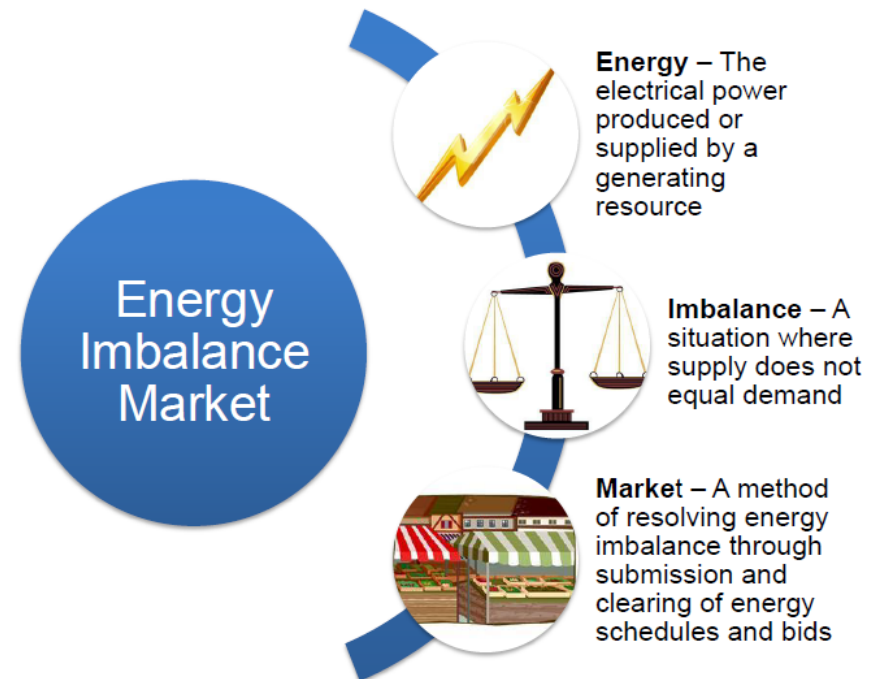 Energy
Imbalance
Market
Energy – The
electrical power
produced or
supplied by a
generating
resource
Imbalance – A
situation where
supply does not
equal demand
Market – A method
of resolving energy
imbalance through
submission and
clearing of energy
schedules and bids